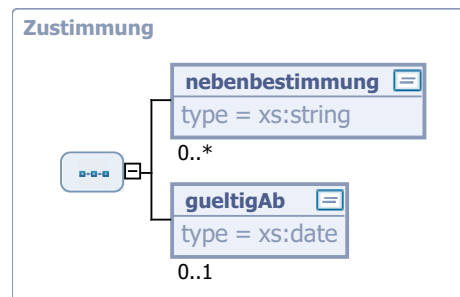 Zustimmung
nebenbestimmung
type = xs:string
0..*
gueltigAb
type = xs:date
0..1